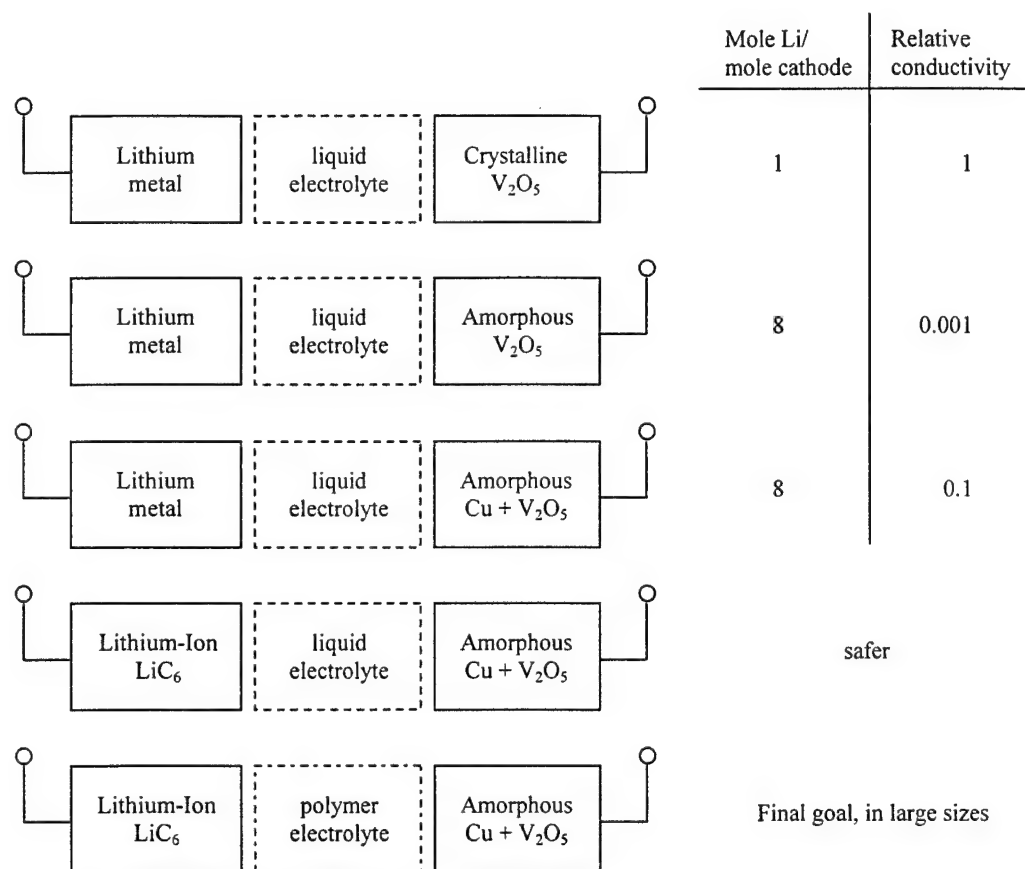 Mole Li/
mole cathode
Relative
conductivity
Lithium
metal
liquid
electrolyte
Crystalline
V₂O₅
1
1
Lithium
metal
liquid
electrolyte
Amorphous
V₂O₅
8
0.001
Lithium
metal
liquid
electrolyte
Amorphous
Cu + V₂O₅
8
0.1
Lithium-Ion
LiC₆
liquid
electrolyte
Amorphous
Cu + V₂O₅
safer
Lithium-Ion
LiC₆
polymer
electrolyte
Amorphous
Cu + V₂O₅
Final goal, in large sizes